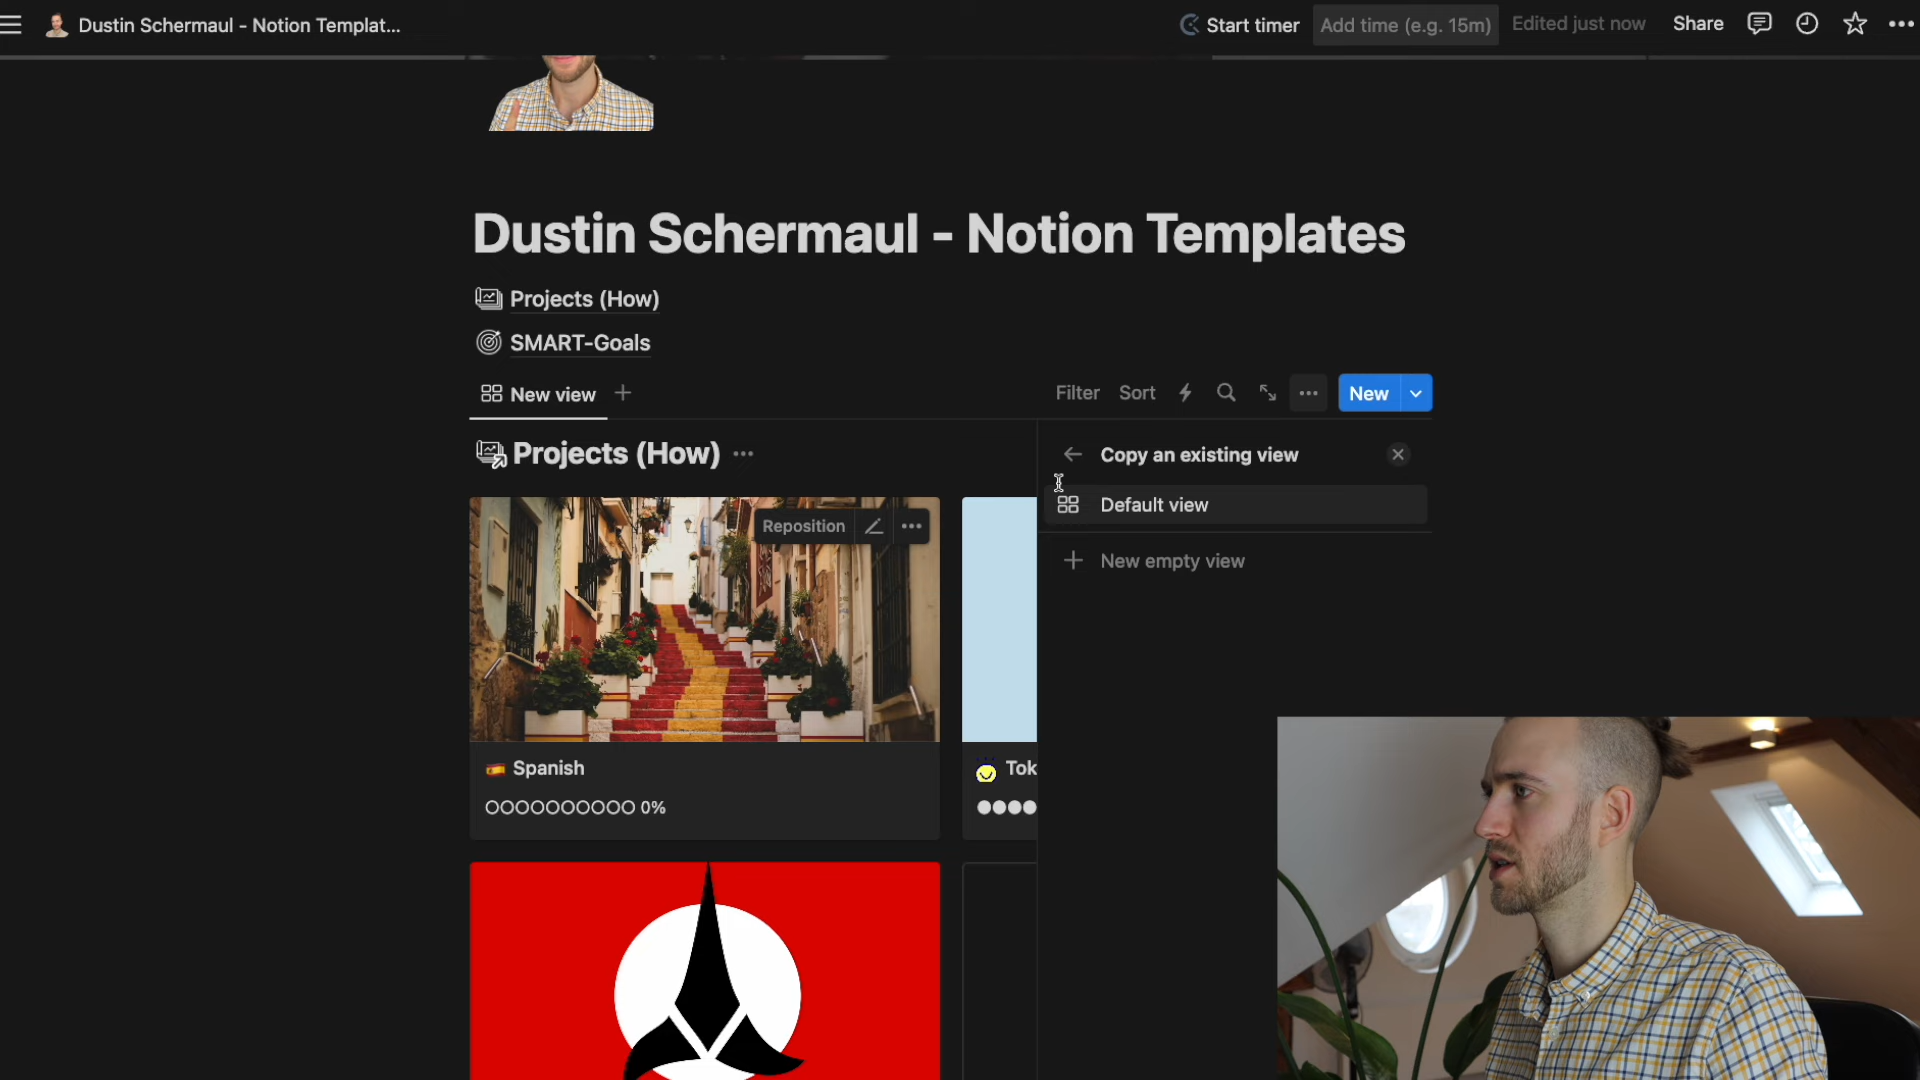 Dustin Schermaul - Notion Templat...
Start timer
Add time (e.g. 15m)
Edited just now
Share
Dustin Schermaul - Notion Templates
Projects (How)
SMART-Goals
New view
Filter
Sort
New
Projects (How)
Copy an existing view
Default view
New empty view
Reposition
Spanish
0%
Tok